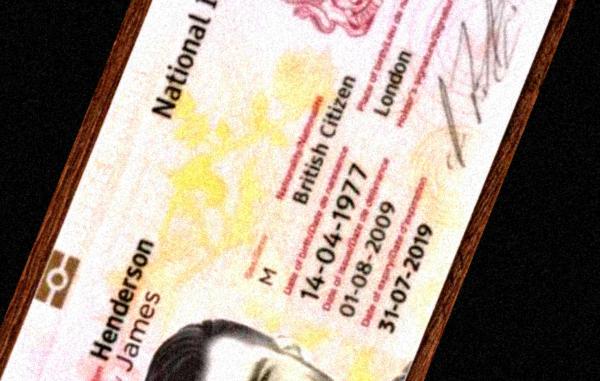 National
Henderson
James
Nationality/Nationalité
British Citizen
M
Date of birth/Date de naissance
14-04-1977
Place of birth/Lieu de
London
Date of issue/Date de délivrance
01-08-2009
Date of expiry/Date d'expiration
31-07-2019
Holder's signature/Signature